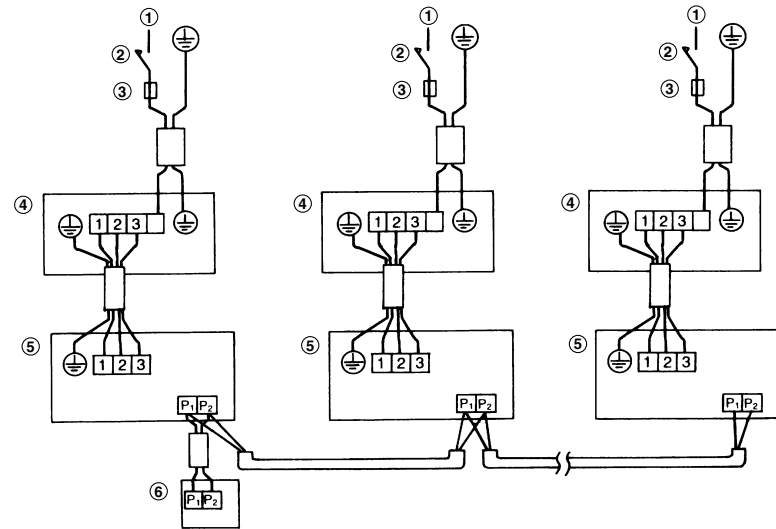 ① ① ①
② ② ②
③ ③ ③
④ ④ ④
1 2 3 1 2 3 1 2 3
⑤ ⑤ ⑤
1 2 3 1 2 3 1 2 3
P₁ P₂ P₁ P₂ P₁ P₂
⑥
P₁ P₂